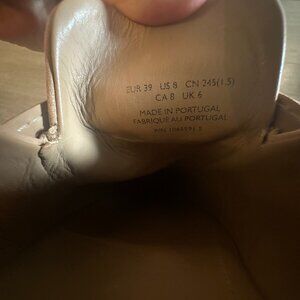 EUR 39 US 8 CN 245(1.5)
CA 8 UK 6
MADE IN PORTUGAL
FABRIQUÉ AU PORTUGAL
P/N